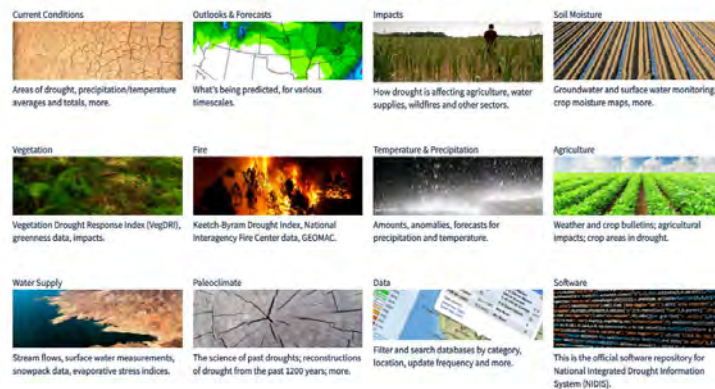 Current Conditions
Areas of drought, precipitation/temperature
averages and totals, more.
Outlooks & Forecasts
What's being predicted, for various
timescales.
Impacts
How drought is affecting agriculture, water
supplies, wildfires and other sectors.
Soil Moisture
Groundwater and surface water monitoring,
crop moisture maps, more.
Vegetation
Vegetation Drought Response Index (VegDRI),
greenness data, impacts.
Fire
Keetch-Byram Drought Index, National
Interagency Fire Center data, GEOMAC.
Temperature & Precipitation
Amounts, anomalies, forecasts for
precipitation and temperature.
Agriculture
Weather and crop bulletins; agricultural
impacts; crop areas in drought.
Water Supply
Stream flows, surface water measurements,
snowpack data, evaporative stress indices.
Paleoclimate
The science of past droughts; reconstructions
of drought from the past 1200 years; more.
Data
Filter and search databases by category,
location, update frequency and more.
Software
This is the official software repository for
National Integrated Drought Information
System (NIDIS).